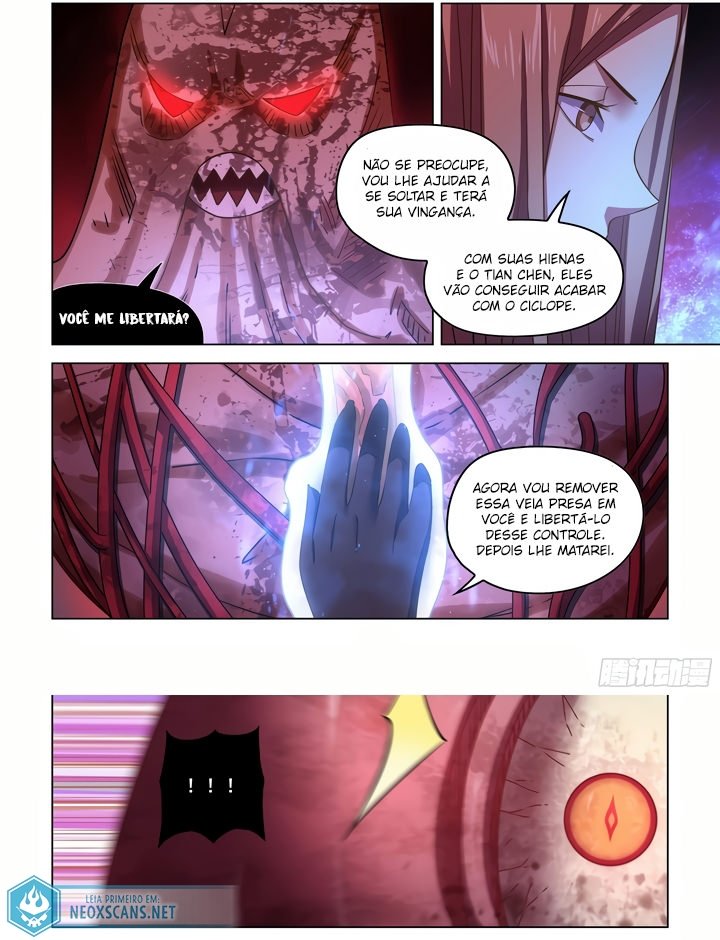 NÃO SE PREOCUPE,
VOU LHE AJUDAR A
SE SOLTAR E TERÁ
SUA VINGANÇA.
COM SUAS HIENAS
E O TIAN CHEN, ELES
VÃO CONSEGUIR ACABAR
COM O CICLOPE.
VOCÊ ME LIBERTARÁ?
AGORA VOU REMOVER
ESSA VEIA PRESA EM
VOCÊ E LIBERTÁ-LO
DESSE CONTROLE.
DEPOIS LHE MATAREI.
腾讯动漫
!!!
LEIA PRIMEIRO EM:
NEOXSCANS.NET